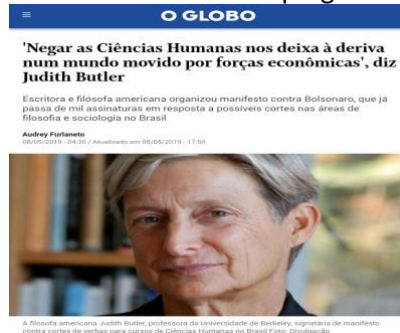 O GLOBO
'Negar as Ciências Humanas nos deixa à deriva
num mundo movido por forças econômicas', diz
Judith Butler
Escritora e filósofa americana organizou manifesto contra Bolsonaro, que já
passa de mil assinaturas em resposta a possíveis cortes nas áreas de
filosofia e sociologia no Brasil
Audrey Furlaneto
08/05/2019 - 04:30 / Atualizado em 08/05/2019 - 17:50
A filósofa americana Judith Butler, professora da Universidade de Berkeley, signatária de manifesto
contra cortes de verbas para cursos de Ciências Humanas no Brasil Foto: Divulgação